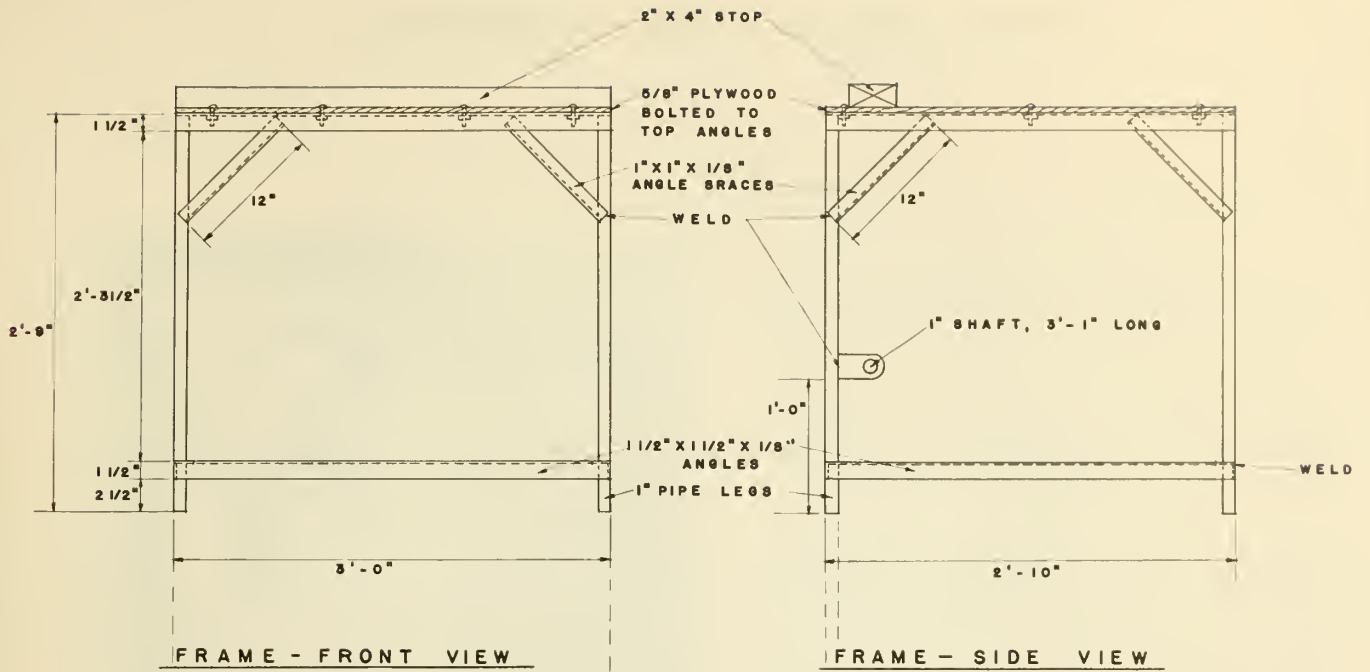 2" X 4" STOP
5/8" PLYWOOD
BOLTED TO
TOP ANGLES
1 1/2"
1" X 1" X 1/8"
ANGLE BRACES
12"
12"
WELD
2'-3 1/2"
2'-9"
1" SHAFT, 3'-1" LONG
1'-0"
1 1/2" X 1 1/2" X 1/8"
ANGLES
1 1/2"
WELD
2 1/2"
1" PIPE LEGS
3'-0"
2'-10"
FRAME - FRONT VIEW
FRAME - SIDE VIEW